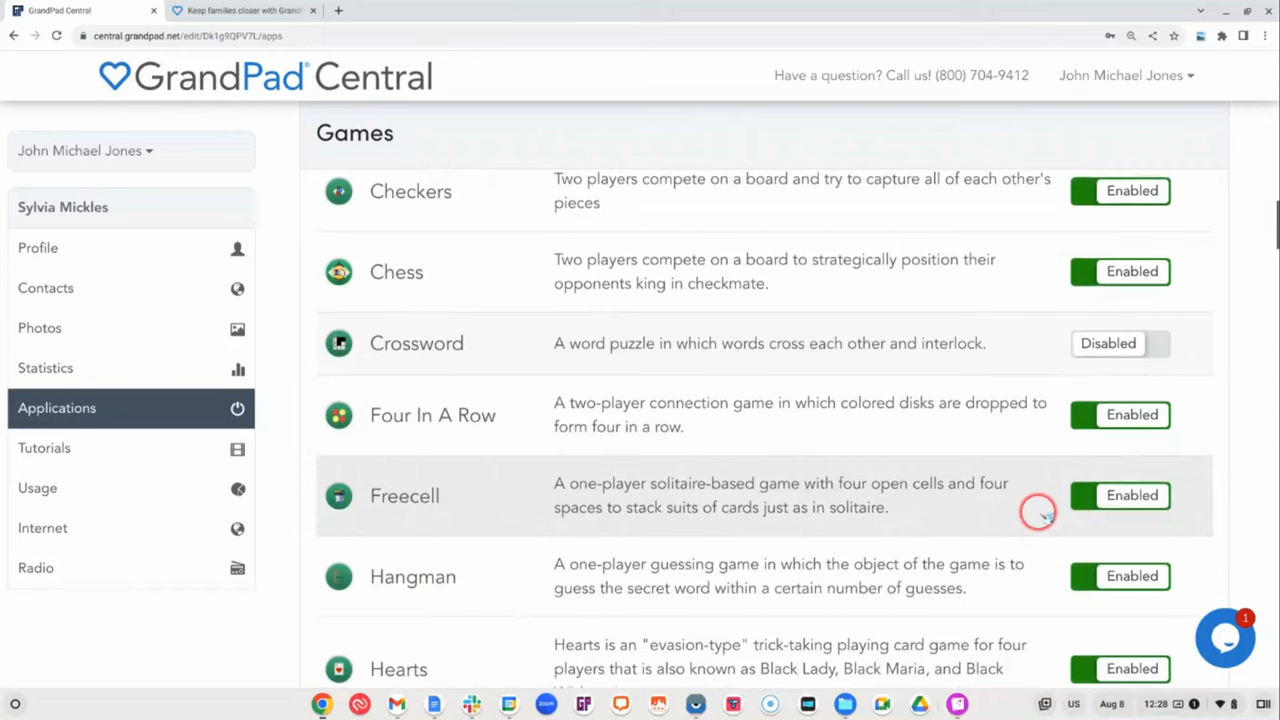 GrandPad Central
Keep families closer with Grand
central.grandpad.net/edit/Dk1g9QPV7L/apps
GrandPad Central
Have a question? Call us! (800) 704-9412
John Michael Jones
John Michael Jones
Sylvia Mickles
Profile
Contacts
Photos
Statistics
Applications
Tutorials
Usage
Internet
Radio
Games
Checkers
Two players compete on a board and try to capture all of each other's
pieces
Enabled
Chess
Two players compete on a board to strategically position their
opponents king in checkmate.
Enabled
Crossword
A word puzzle in which words cross each other and interlock.
Disabled
Four In A Row
A two-player connection game in which colored disks are dropped to
form four in a row.
Enabled
Freecell
A one-player solitaire-based game with four open cells and four
spaces to stack suits of cards just as in solitaire.
Enabled
Hangman
A one-player guessing game in which the object of the game is to
guess the secret word within a certain number of guesses.
Enabled
Hearts
Hearts is an "evasion-type" trick-taking playing card game for four
players that is also known as Black Lady, Black Maria, and Black
Enabled
1
zoom
US
Aug 8
12:28